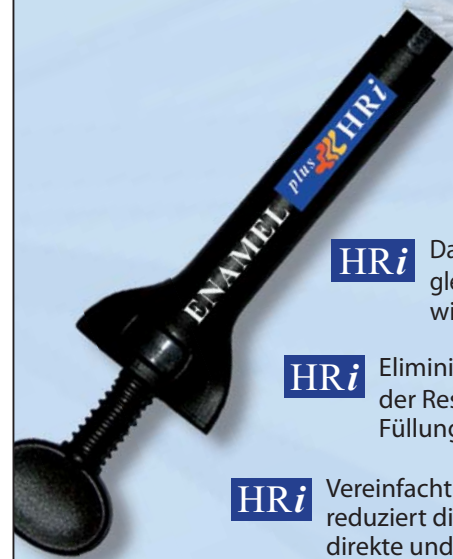 ENAMEL plus HRi
HRi Da
gle
wi
HRi Elimini
der Res
Füllung
HRi Vereinfacht
reduziert di
direkte und